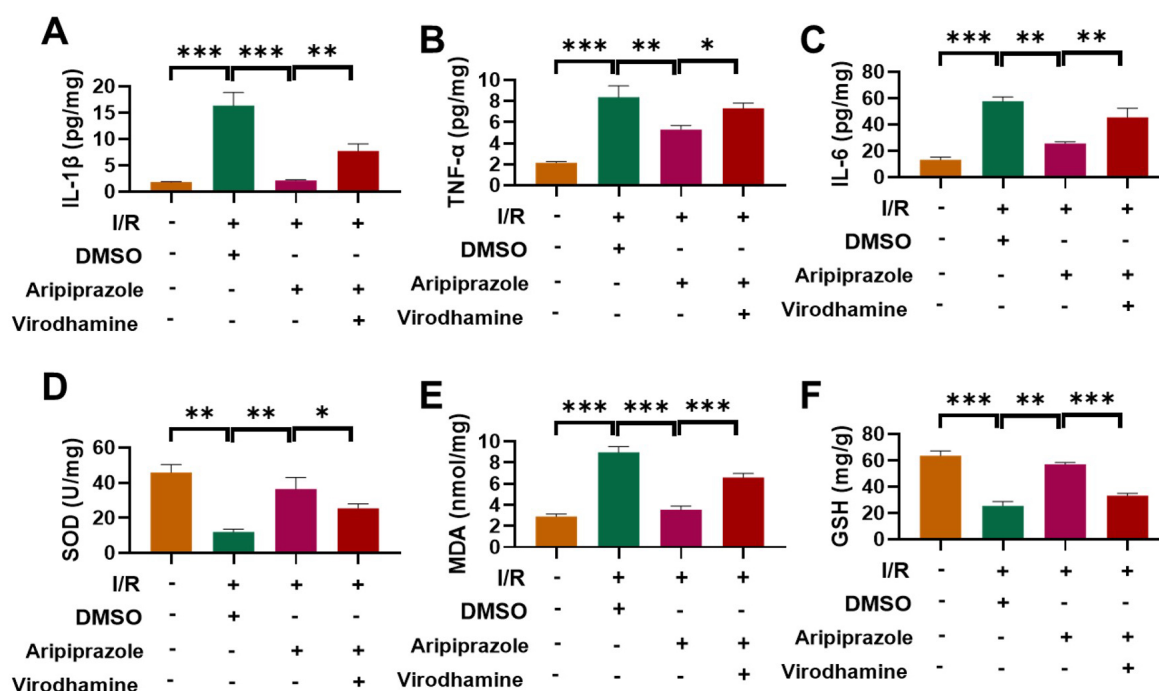 A
*** *** **
IL-1β (pg/mg)
20
15
10
5
0
I/R - + + +
DMSO - + - -
Aripiprazole - - + +
Virodhamine - - - +
B
*** ** *
TNF-α (pg/mg)
10
8
6
4
2
0
I/R - + + +
DMSO - + - -
Aripiprazole - - + +
Virodhamine - - - +
C
*** ** **
IL-6 (pg/mg)
80
60
40
20
0
I/R - + + +
DMSO - + - -
Aripiprazole - - + +
Virodhamine - - - +
D
** ** *
SOD (U/mg)
60
40
20
0
I/R - + + +
DMSO - + - -
Aripiprazole - - + +
Virodhamine - - - +
E
*** *** ***
MDA (nmol/mg)
10
8
6
4
2
0
I/R - + + +
DMSO - + - -
Aripiprazole - - + +
Virodhamine - - - +
F
*** ** ***
GSH (mg/g)
80
60
40
20
0
I/R - + + +
DMSO - + - -
Aripiprazole - - + +
Virodhamine - - - +